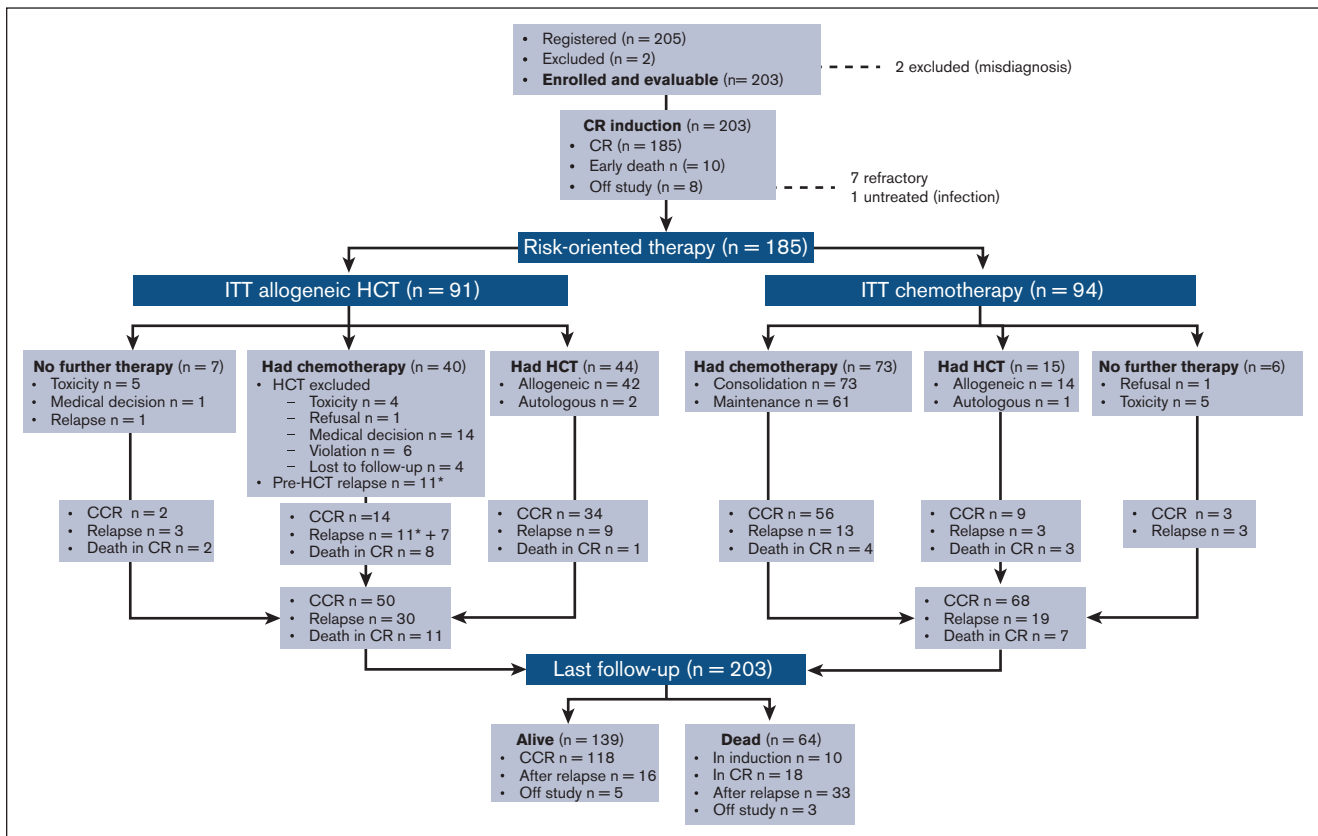 • Registered (n = 205)
• Excluded (n = 2)
• Enrolled and evaluable (n= 203)
2 excluded (misdiagnosis)
CR induction (n = 203)
• CR (n = 185)
• Early death n (= 10)
• Off study (n = 8)
7 refractory
1 untreated (infection)
Risk-oriented therapy (n = 185)
ITT allogeneic HCT (n = 91)
ITT chemotherapy (n = 94)
No further therapy (n = 7)
• Toxicity n = 5
• Medical decision n = 1
• Relapse n = 1
Had chemotherapy (n = 40)
• HCT excluded
– Toxicity n = 4
– Refusal n = 1
– Medical decision n = 14
– Violation n = 6
– Lost to follow-up n = 4
• Pre-HCT relapse n = 11*
Had HCT (n = 44)
• Allogeneic n = 42
• Autologous n = 2
Had chemotherapy (n = 73)
• Consolidation n = 73
• Maintenance n = 61
Had HCT (n = 15)
• Allogeneic n = 14
• Autologous n = 1
No further therapy (n =6)
• Refusal n = 1
• Toxicity n = 5
• CCR n = 2
• Relapse n = 3
• Death in CR n = 2
• CCR n =14
• Relapse n = 11* + 7
• Death in CR n = 8
• CCR n = 34
• Relapse n = 9
• Death in CR n = 1
• CCR n = 56
• Relapse n = 13
• Death in CR n = 4
• CCR n = 9
• Relapse n = 3
• Death in CR n = 3
• CCR n = 3
• Relapse n = 3
• CCR n = 50
• Relapse n = 30
• Death in CR n = 11
• CCR n = 68
• Relapse n = 19
• Death in CR n = 7
Last follow-up (n = 203)
Alive (n = 139)
• CCR n = 118
• After relapse n = 16
• Off study n = 5
Dead (n = 64)
• In induction n = 10
• In CR n = 18
• After relapse n = 33
• Off study n = 3